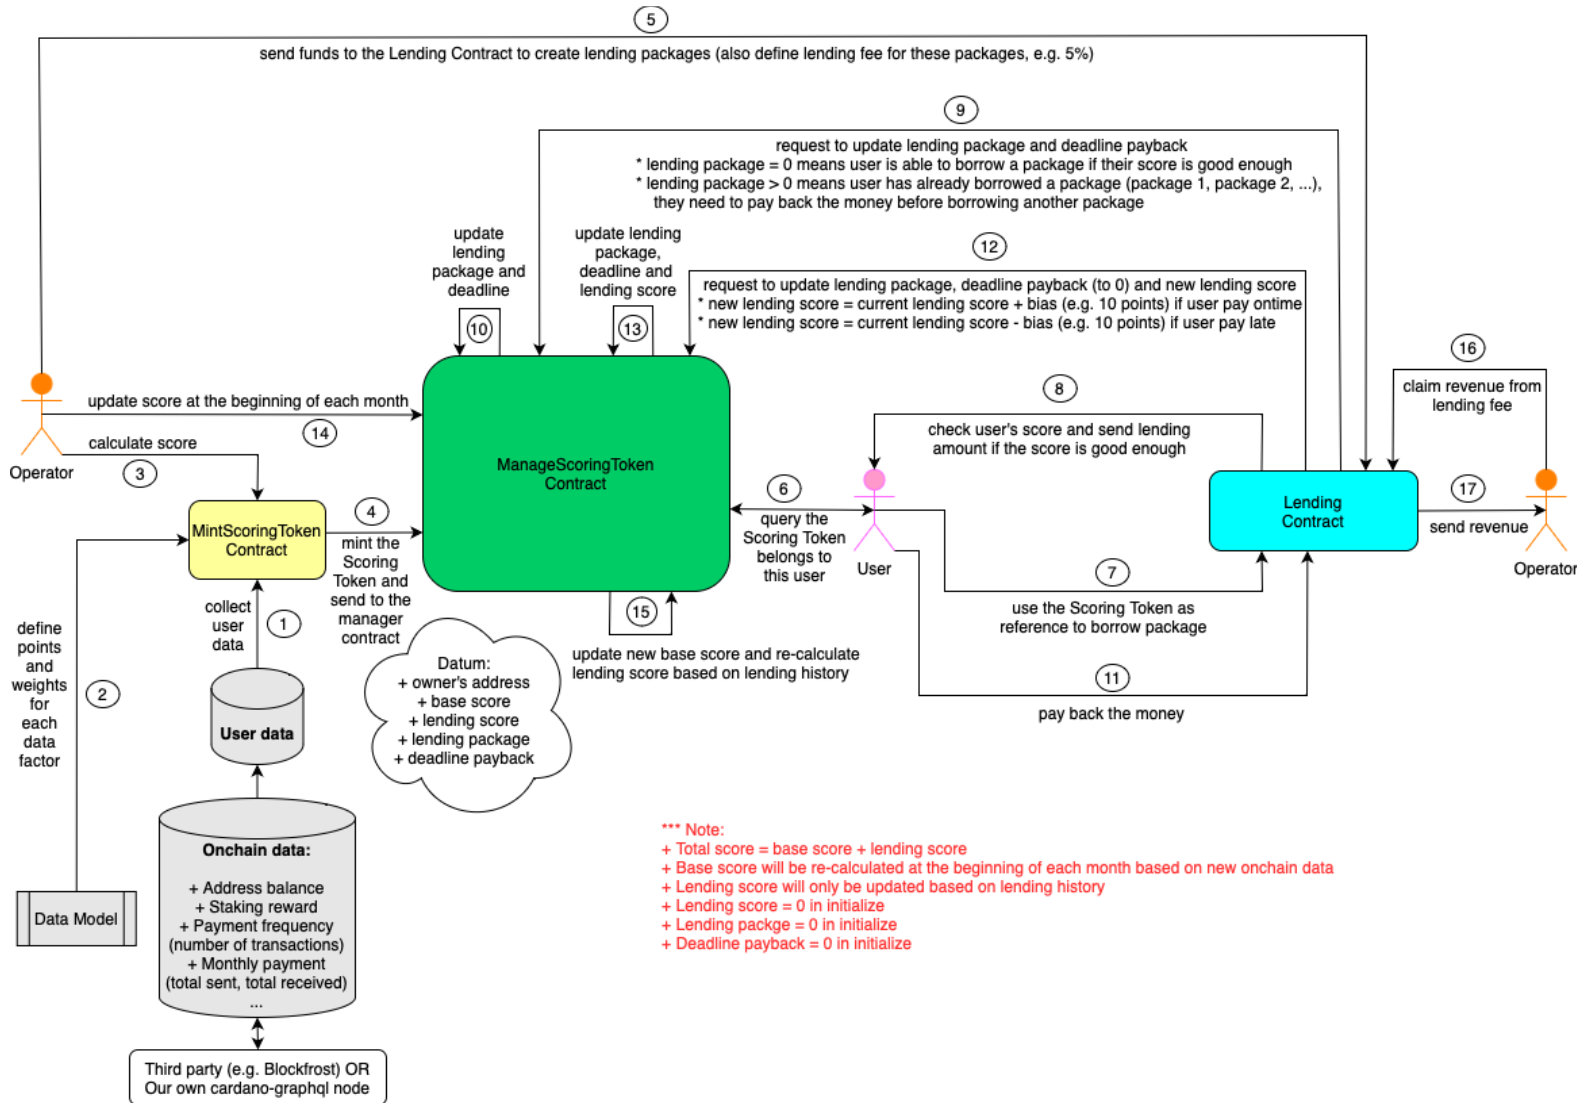 5
send funds to the Lending Contract to create lending packages (also define lending fee for these packages, e.g. 5%)
9
request to update lending package and deadline payback
* lending package = 0 means user is able to borrow a package if their score is good enough
* lending package > 0 means user has already borrowed a package (package 1, package 2, ...),
they need to pay back the money before borrowing another package
update
lending
package and
deadline
10
update lending
package,
deadline and
lending score
13
12
request to update lending package, deadline payback (to 0) and new lending score
* new lending score = current lending score + bias (e.g. 10 points) if user pay ontime
* new lending score = current lending score - bias (e.g. 10 points) if user pay late
16
claim revenue from
lending fee
8
check user's score and send lending
amount if the score is good enough
update score at the beginning of each month
14
calculate score
3
Operator
ManageScoringToken
Contract
MintScoringToken
Contract
4
mint the
Scoring
Token and
send to the
manager
contract
6
query the
Scoring Token
belongs to
this user
User
Lending
Contract
17
send revenue
Operator
7
use the Scoring Token as
reference to borrow package
11
pay back the money
15
update new base score and re-calculate
lending score based on lending history
collect
user
data
1
define
points and
weights
for
each
data
factor
2
User data
Datum:
+ owner's address
+ base score
+ lending score
+ lending package
+ deadline payback
Onchain data:
+ Address balance
+ Staking reward
+ Payment frequency
(number of transactions)
+ Monthly payment
(total sent, total received)
...
Data Model
Third party (e.g. Blockfrost) OR
Our own cardano-graphql node
*** Note:
+ Total score = base score + lending score
+ Base score will be re-calculated at the beginning of each month based on new onchain data
+ Lending score will only be updated based on lending history
+ Lending score = 0 in initialize
+ Lending packge = 0 in initialize
+ Deadline payback = 0 in initialize